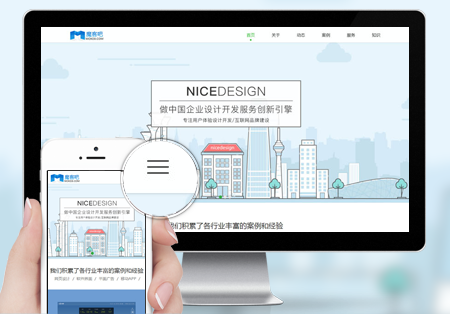 魔客吧
首页 关于 动态 案例 服务 知识
NICEDESIGN
做中国企业设计开发服务创新引擎
专注用户体验设计开发/互联网品牌建设
nicedesign
我们积累了各行业丰富的案例和经验
魔客吧
NICEDESIGN
做中国企业设计开发服务创新引擎
我们积累了各行业丰富的案例和经验